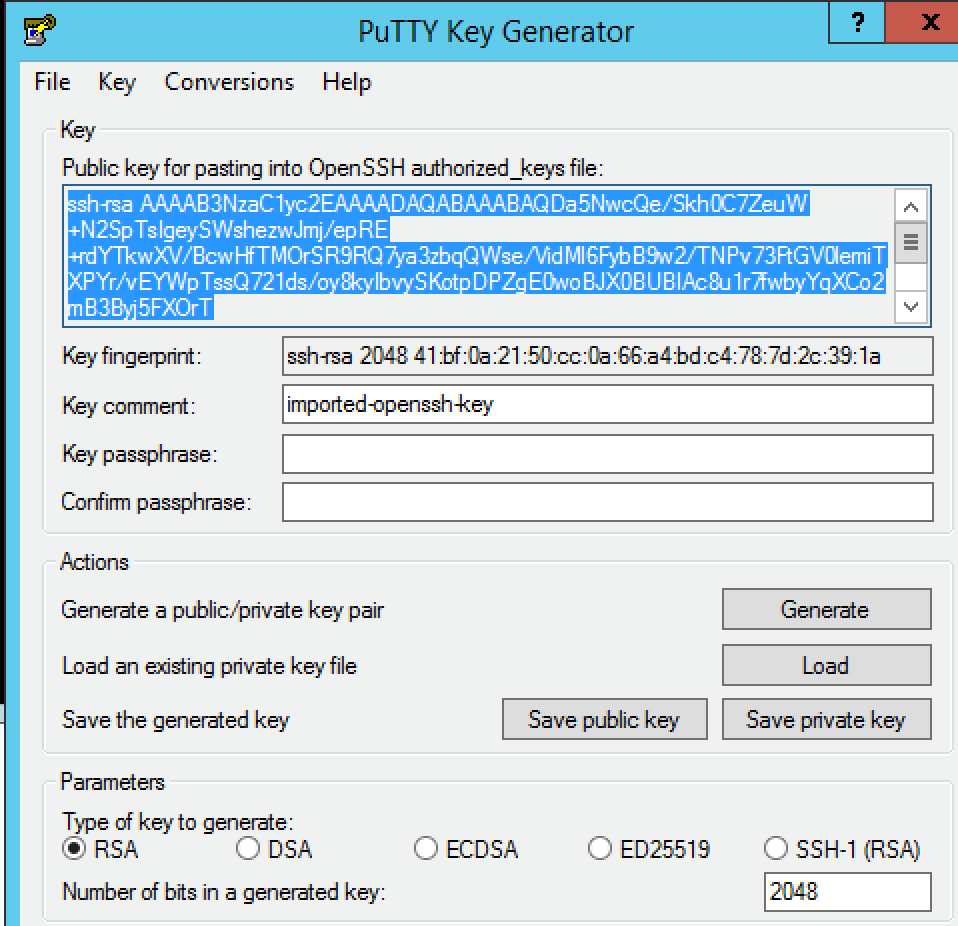 PuTTY Key Generator
?
X
File Key Conversions Help
Key
Public key for pasting into OpenSSH authorized_keys file:
ssh-rsa AAAAB3NzaC1yc2EAAAADAQABAAABAQDa5NwcQe/Skh0C7ZeuW
+N2SpTsIgeySWshezwJmj/epRE
+rdYTkwXV/BcwHfTMOrSR9RQ7ya3zbqQWse/VidMI6FybB9w2/TNPv73RtGV0IemiT
XPYr/vEYWpTssQ721ds/oy8kyIbvySKotpDPZgE0woBJX0BUBIAc8u1r7fwbyYqXCo2
mB3Byj5FXOrT
Key fingerprint:
ssh-rsa 2048 41:bf:0a:21:50:cc:0a:66:a4:bd:c4:78:7d:2c:39:1a
Key comment:
imported-openssh-key
Key passphrase:
Confirm passphrase:
Actions
Generate a public/private key pair
Generate
Load an existing private key file
Load
Save the generated key
Save public key
Save private key
Parameters
Type of key to generate:
RSA DSA ECDSA ED25519 SSH-1 (RSA)
Number of bits in a generated key:
2048